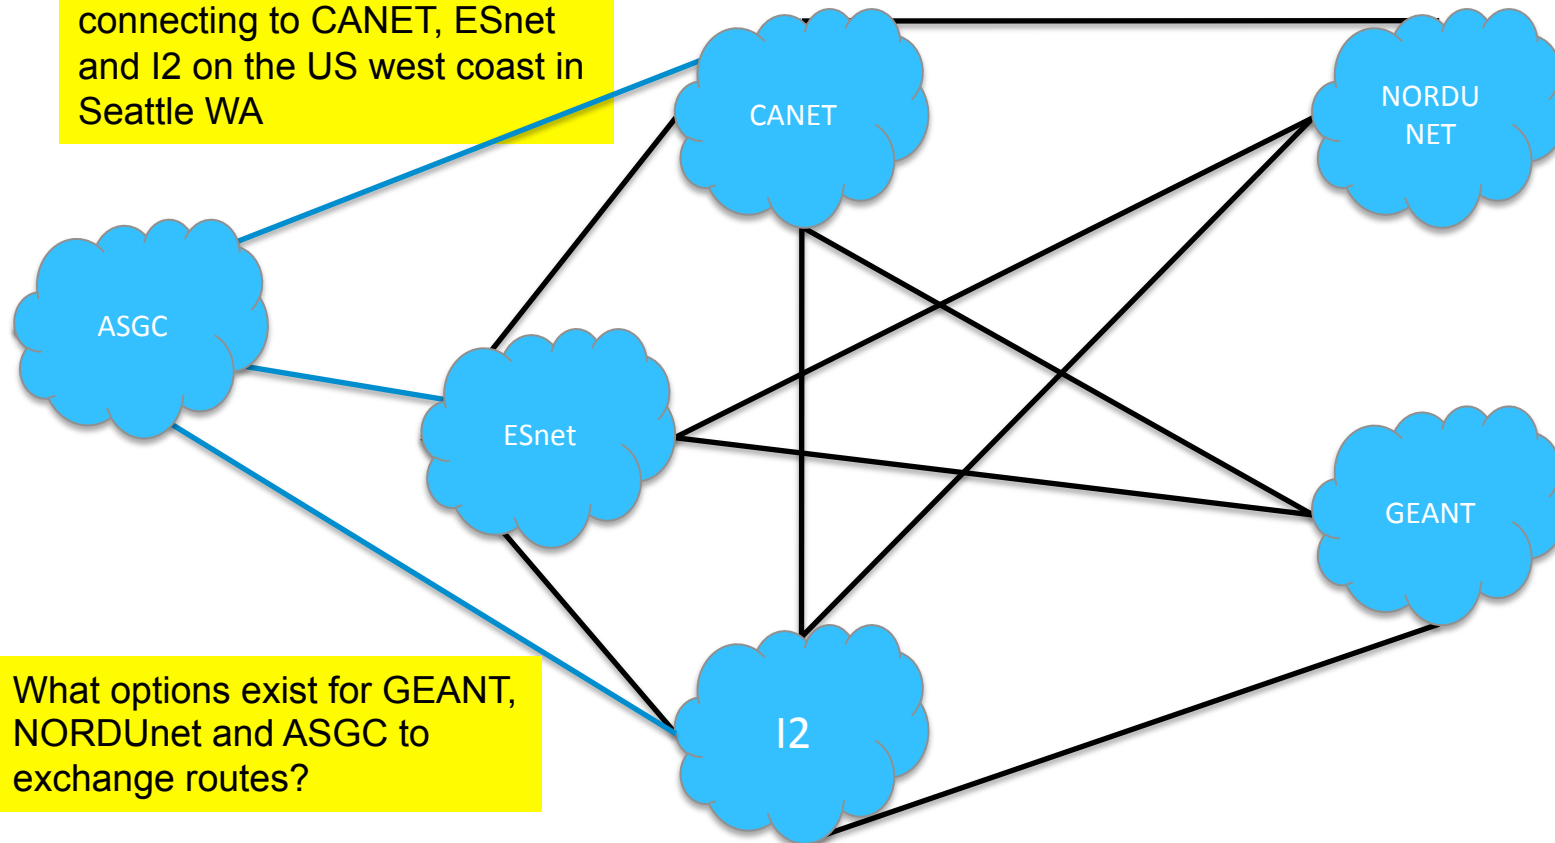 connecting to CANET, ESnet
and I2 on the US west coast in
Seattle WA
CANET
NORDU
NET
ASGC
ESnet
GEANT
I2
What options exist for GEANT,
NORDUnet and ASGC to
exchange routes?